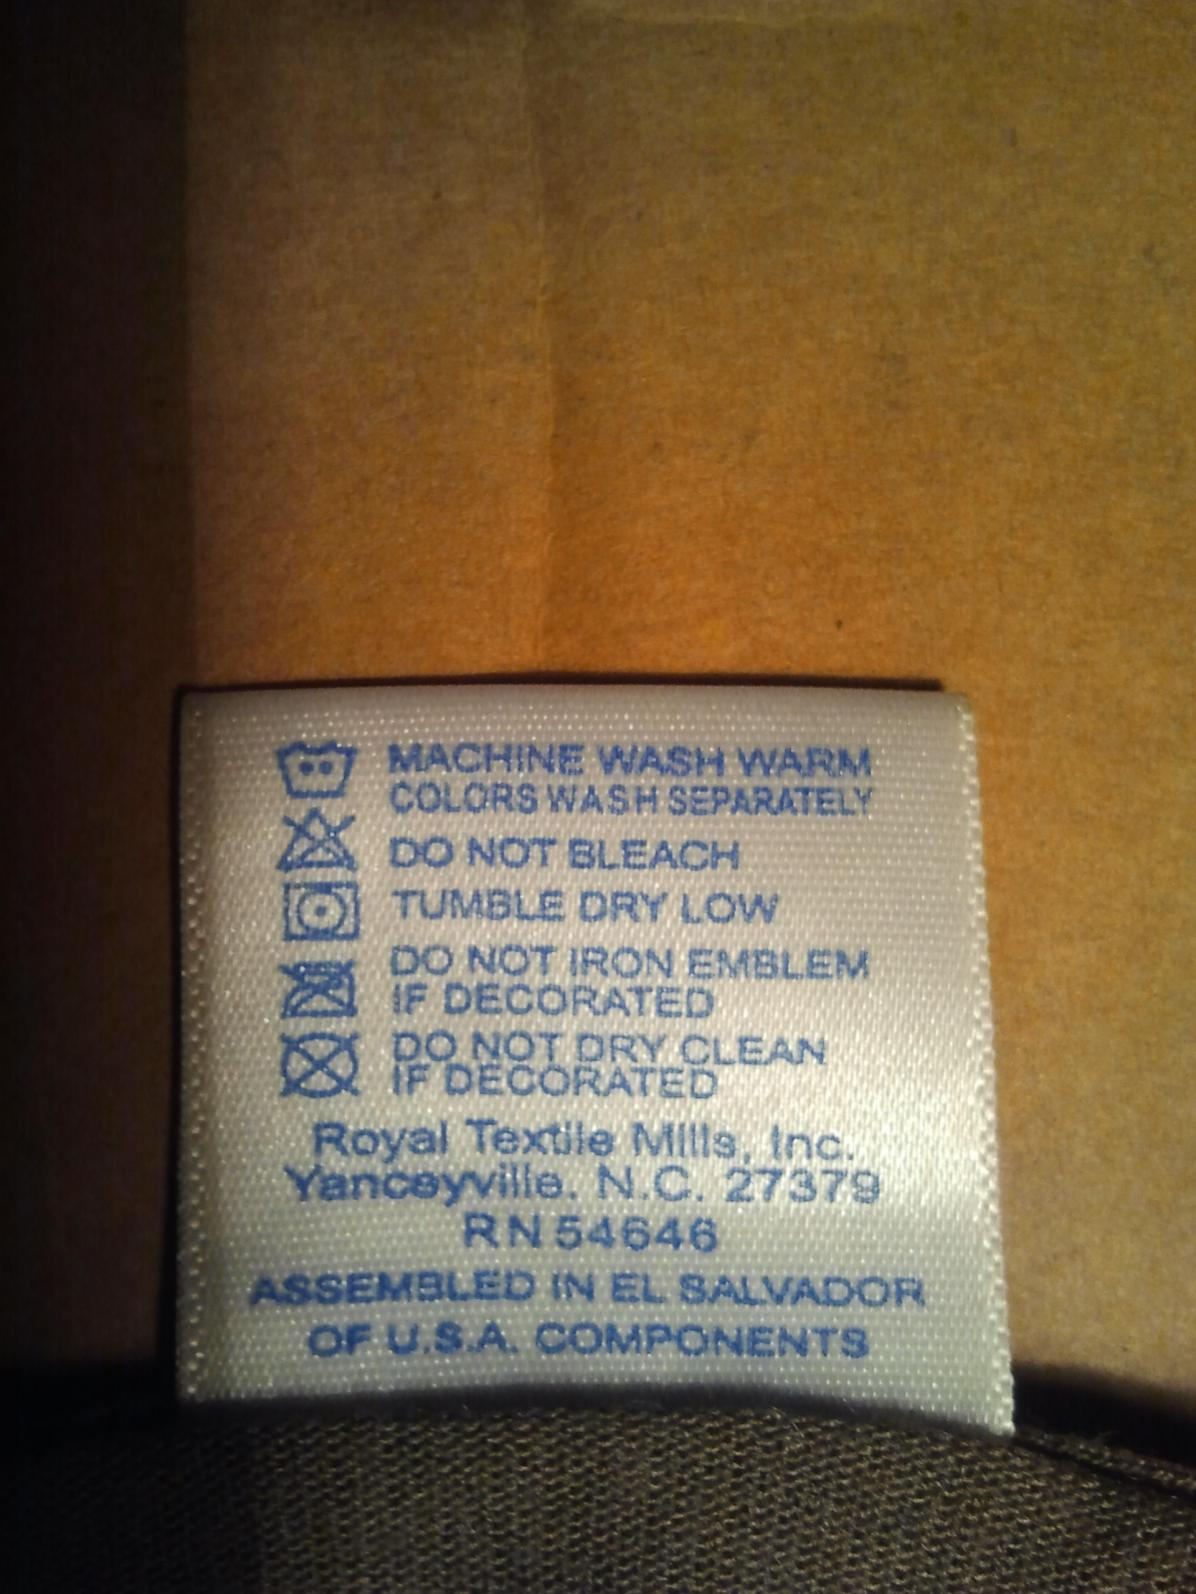 MACHINE WASH WARM
COLORS WASH SEPARATELY
DO NOT BLEACH
TUMBLE DRY LOW
DO NOT IRON EMBLEM
IF DECORATED
DO NOT DRY CLEAN
IF DECORATED
Royal Textile Mills, Inc.
Yanceyville. N.C. 27379
RN 54646
ASSEMBLED IN EL SALVADOR
OF U.S.A. COMPONENTS